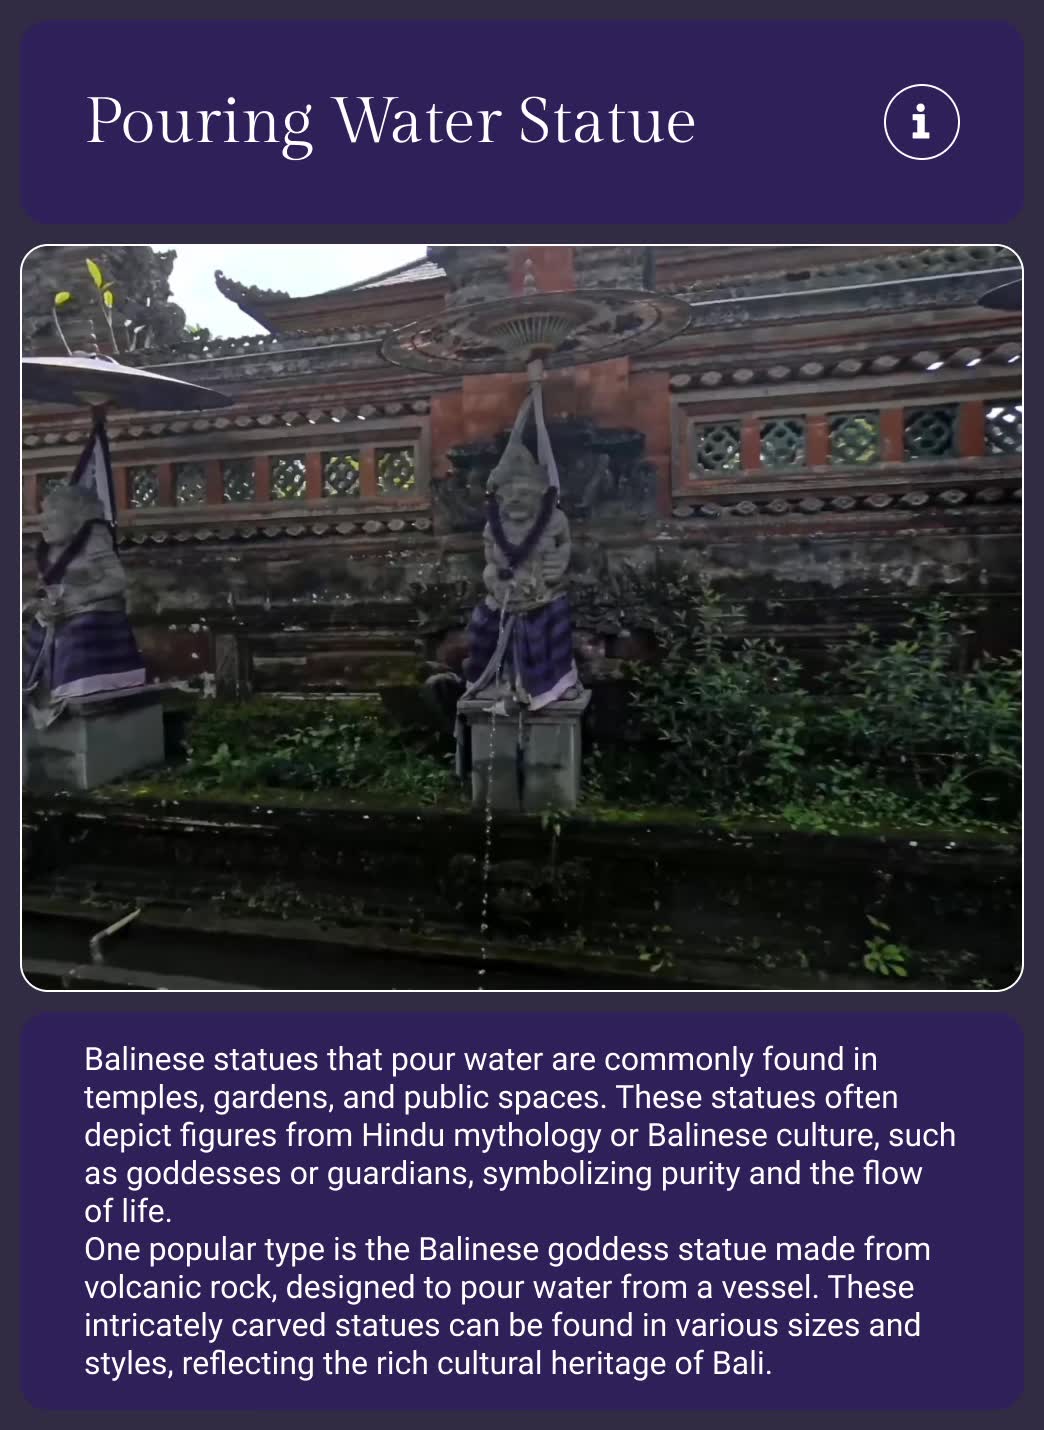 Pouring Water Statue
Balinese statues that pour water are commonly found in
temples, gardens, and public spaces. These statues often
depict figures from Hindu mythology or Balinese culture, such
as goddesses or guardians, symbolizing purity and the flow
of life.
One popular type is the Balinese goddess statue made from
volcanic rock, designed to pour water from a vessel. These
intricately carved statues can be found in various sizes and
styles, reflecting the rich cultural heritage of Bali.